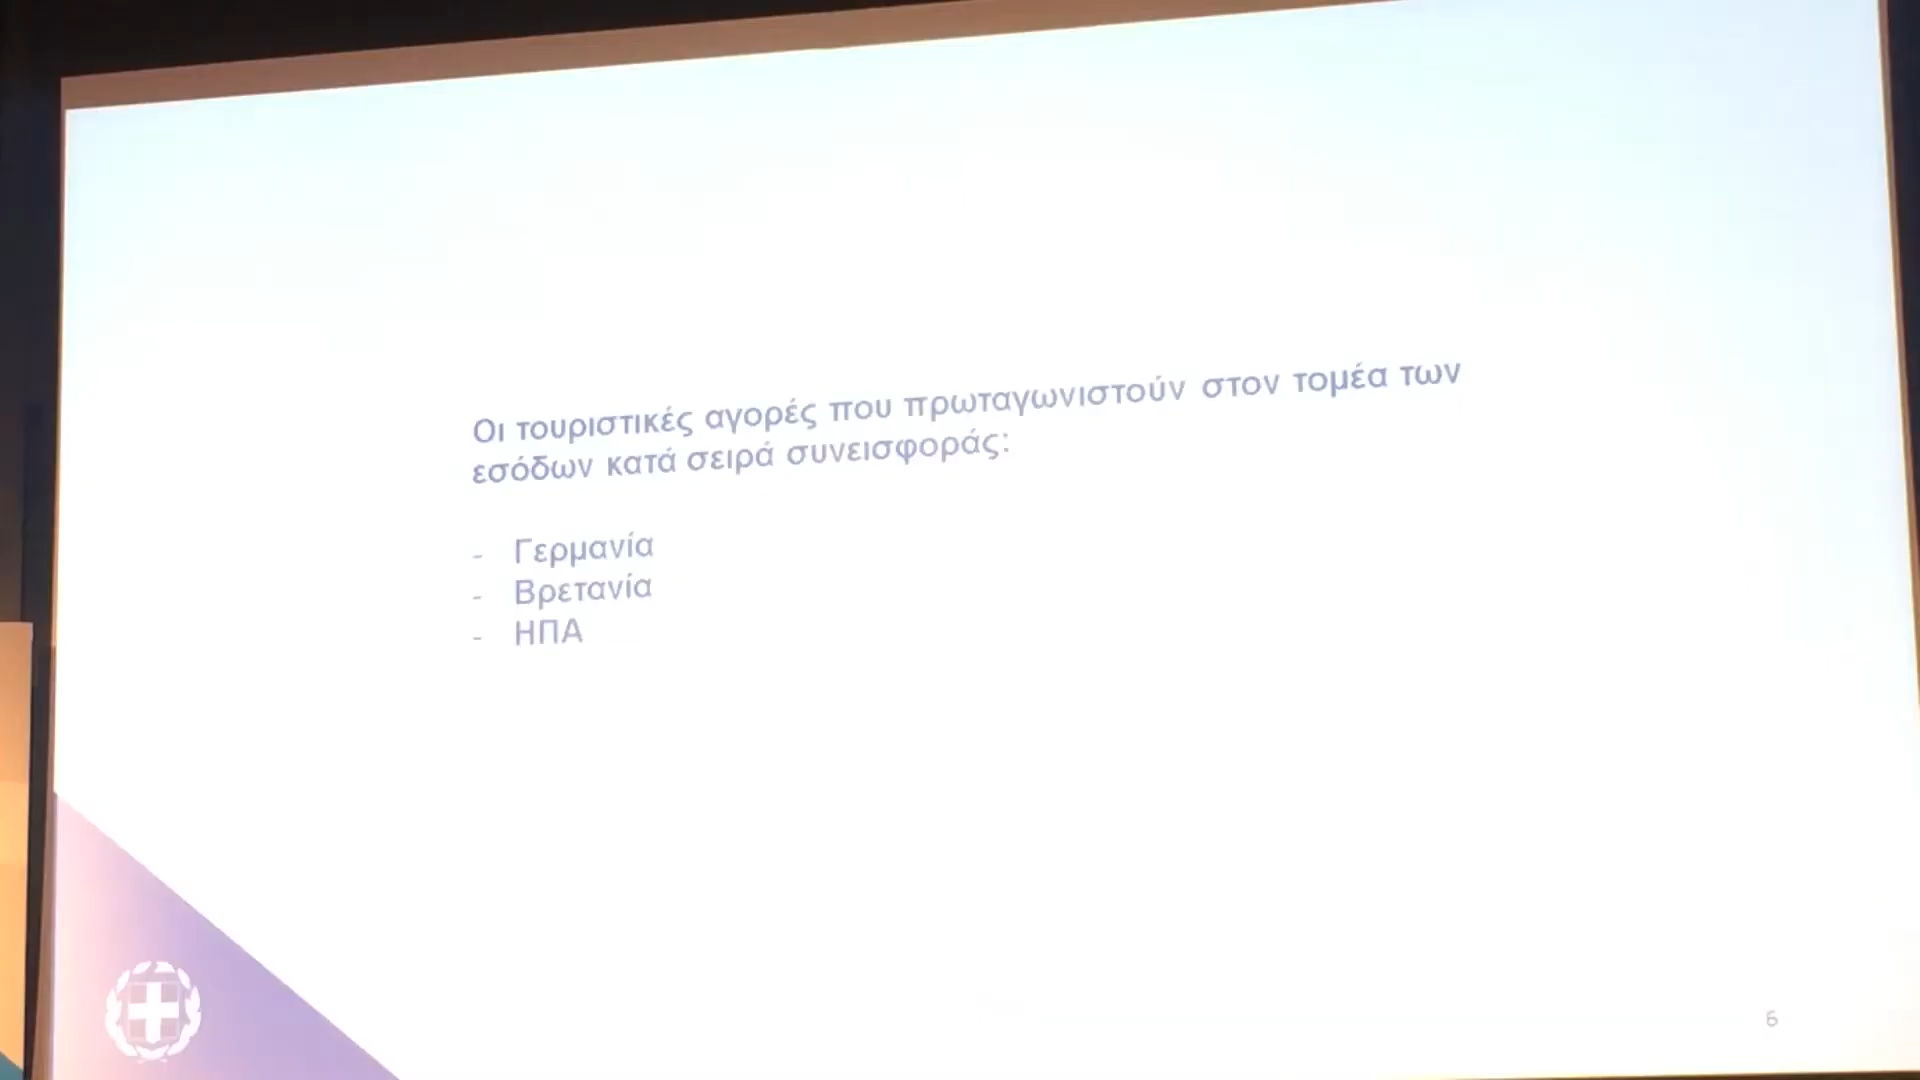 Οι τουριστικές αγορές που πρωταγωνιστούν στον τομέα των
εσόδων κατά σειρά συνεισφοράς:
- Γερμανία
- Βρετανία
- ΗΠΑ
6